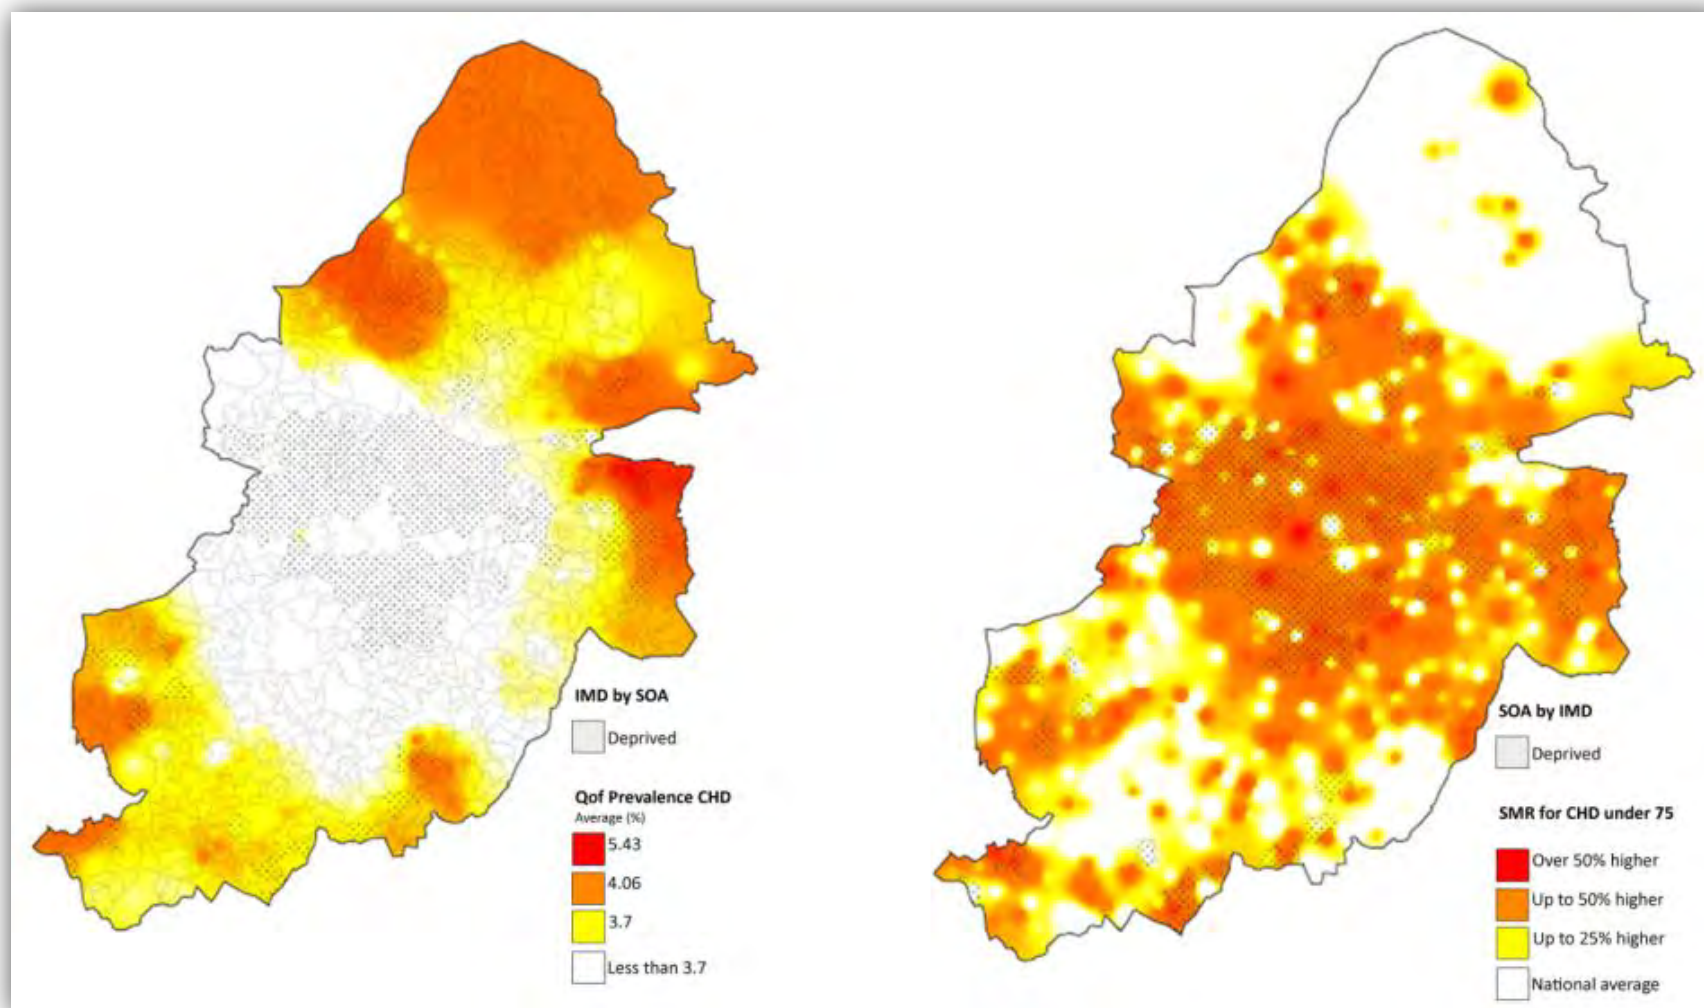 IMD by SOA
Deprived
Qof Prevalence CHD
Average (%)
5.43
4.06
3.7
Less than 3.7
SOA by IMD
Deprived
SMR for CHD under 75
Over 50% higher
Up to 50% higher
Up to 25% higher
National average